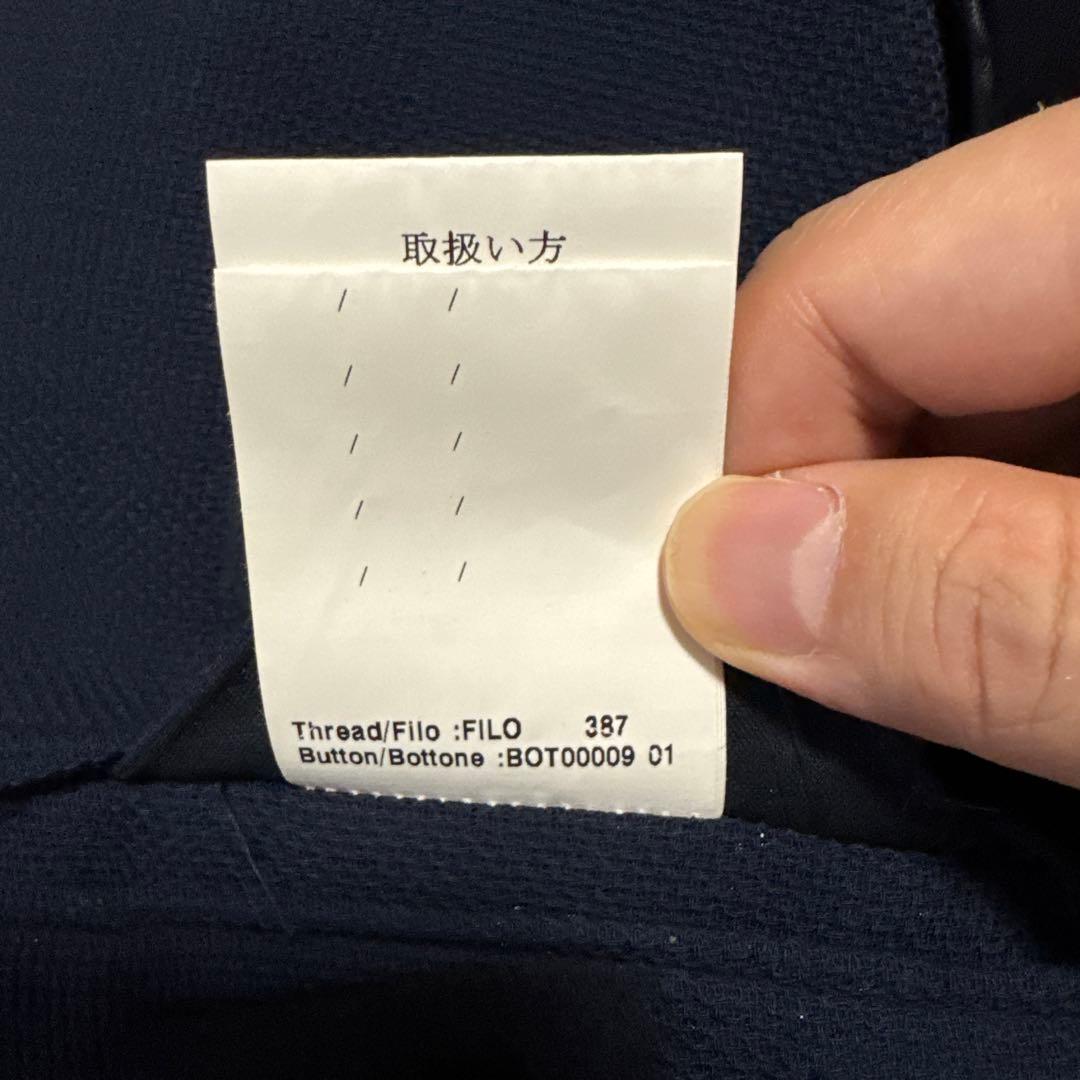 取扱い方
/ /
/ /
/ /
/ /
/ /
Thread/Filo :FILO 387
Button/Bottone :BOT00009 01